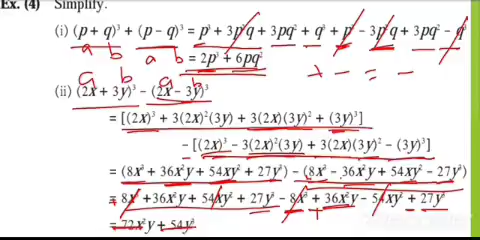 Ex. (4) Simplify.
(i) (p + q)³ + (p − q)³ = p³ + 3p²q + 3pq² + q³ + p³ − 3p²q + 3pq² − q³
a b a b
= 2p³ + 6pq²
+ − = −
a b a b
(ii) (2x + 3y)³ − (2x − 3y)³
= [(2x)³ + 3(2x)²(3y) + 3(2x)(3y)² + (3y)³]
− [(2x)³ − 3(2x)²(3y) + 3(2x)(3y)² − (3y)³]
= (8x³ + 36x²y + 54xy² + 27y³) − (8x³ − 36x²y + 54xy² − 27y³)
= 8x³ + 36x²y + 54xy² + 27y³ − 8x³ + 36x²y − 54xy² + 27y³
= 72x²y + 54y³